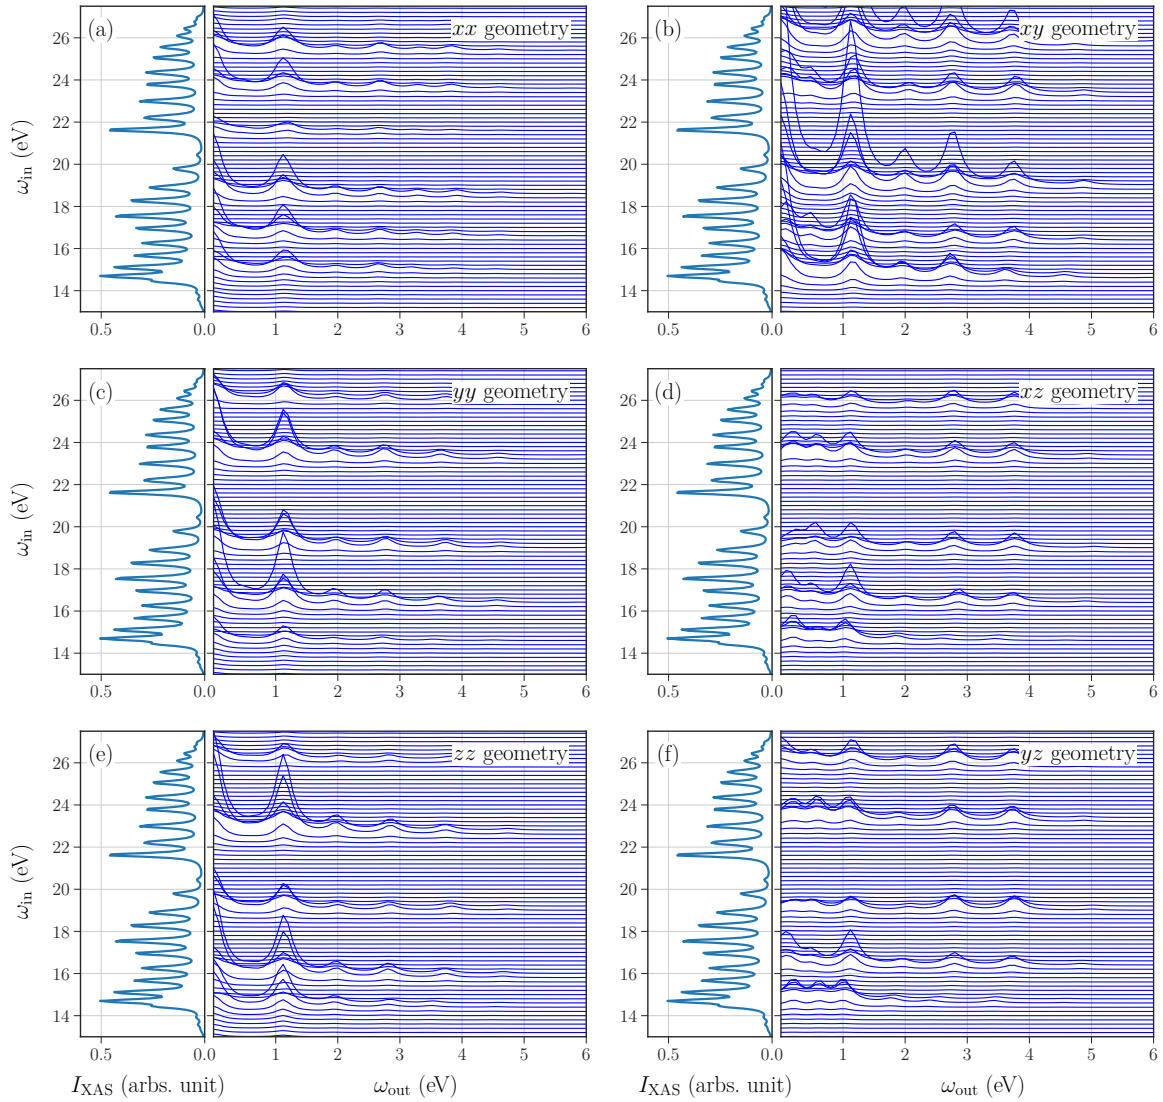 (a) xx geometry
(b) xy geometry
26
24
22
20
18
16
14
ω_in (eV)
0.5 0.0 1 2 3 4 5 6
26
24
22
20
18
16
14
0.5 0.0 1 2 3 4 5 6
(c) yy geometry
(d) xz geometry
26
24
22
20
18
16
14
ω_in (eV)
0.5 0.0 1 2 3 4 5 6
26
24
22
20
18
16
14
0.5 0.0 1 2 3 4 5 6
(e) zz geometry
(f) yz geometry
26
24
22
20
18
16
14
ω_in (eV)
0.5 0.0 1 2 3 4 5 6
26
24
22
20
18
16
14
0.5 0.0 1 2 3 4 5 6
I_XAS (arbs. unit) ω_out (eV)
I_XAS (arbs. unit) ω_out (eV)